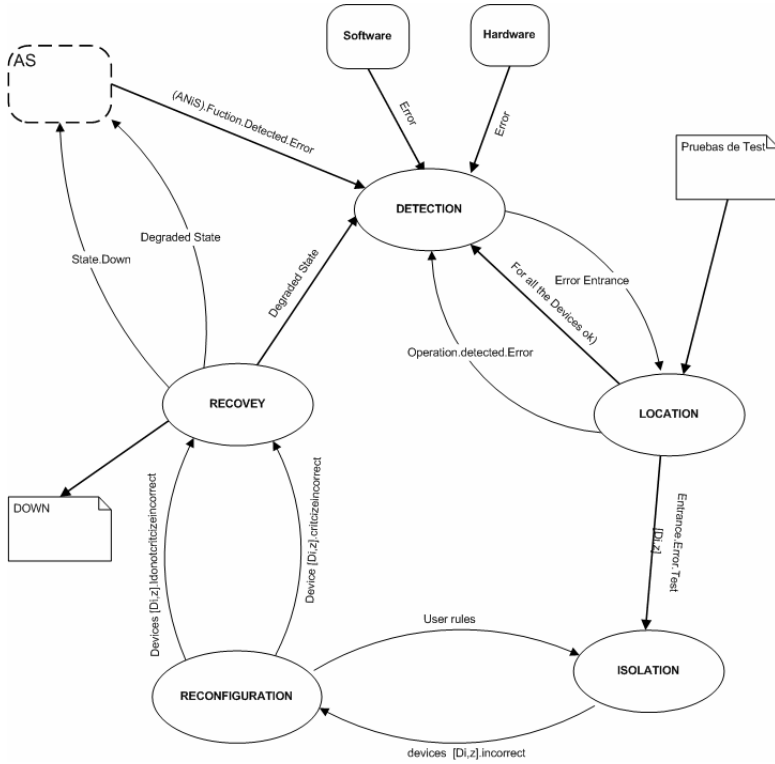 Software
Hardware
AS
(ANiS).Fuction.Detected.Error
Error
Error
Pruebas de Test
DETECTION
Degraded State
State.Down
Degraded State
For all the Devices ok)
Error Entrance
Operation.detected.Error
RECOVEY
LOCATION
DOWN
Devices [Di,z].Idonotcritcizeincorrect
Device [Di,z].critcizeincorrect
Entrance.Error.Test
[Di,z]
User rules
ISOLATION
RECONFIGURATION
devices [Di,z].incorrect